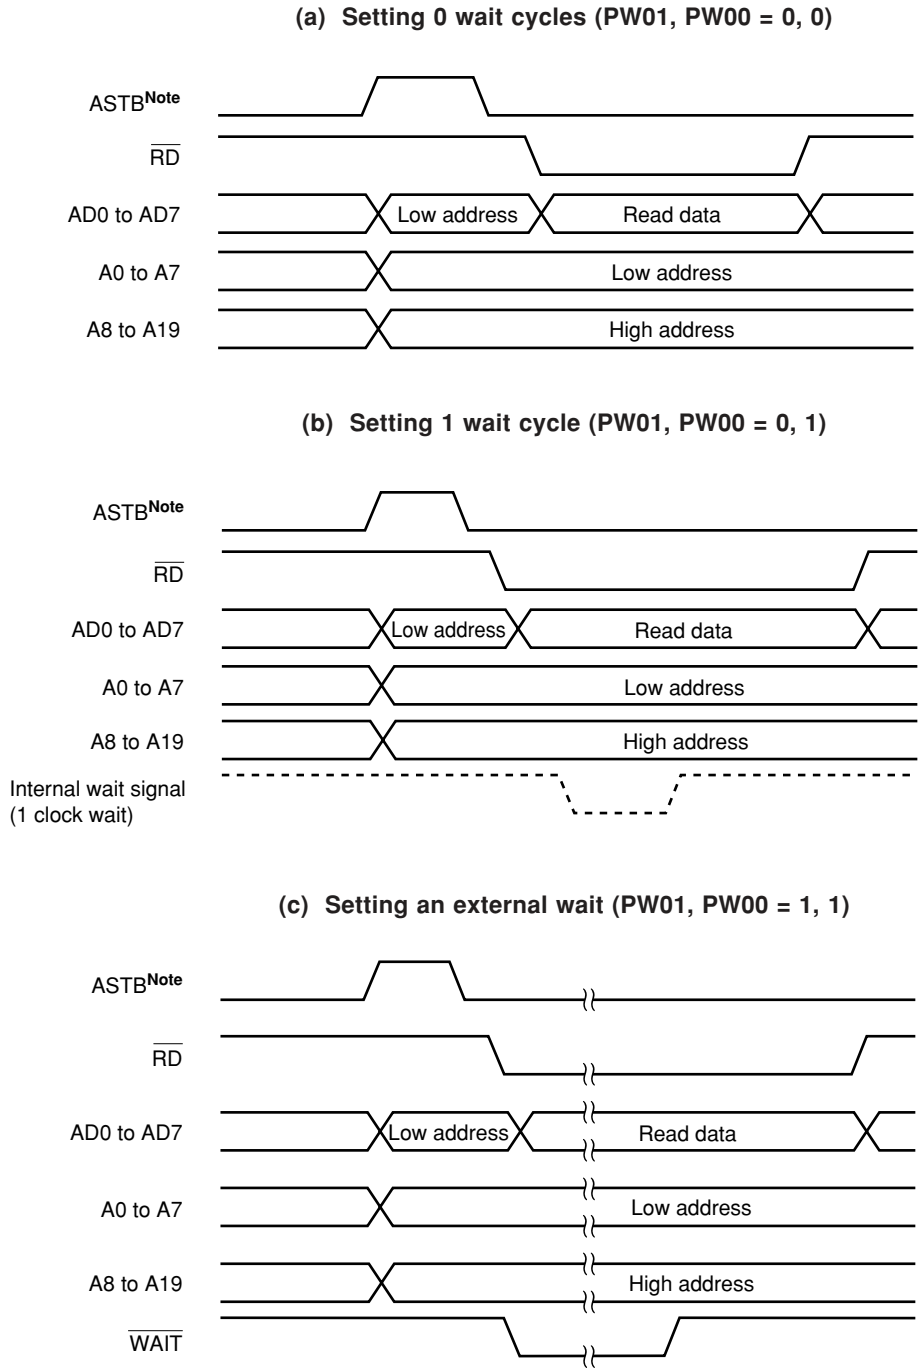 (a) Setting 0 wait cycles (PW01, PW00 = 0, 0)
ASTBNote
RD
AD0 to AD7 Low address Read data
A0 to A7 Low address
A8 to A19 High address
(b) Setting 1 wait cycle (PW01, PW00 = 0, 1)
ASTBNote
RD
AD0 to AD7 Low address Read data
A0 to A7 Low address
A8 to A19 High address
Internal wait signal
(1 clock wait)
(c) Setting an external wait (PW01, PW00 = 1, 1)
ASTBNote
RD
AD0 to AD7 Low address Read data
A0 to A7 Low address
A8 to A19 High address
WAIT